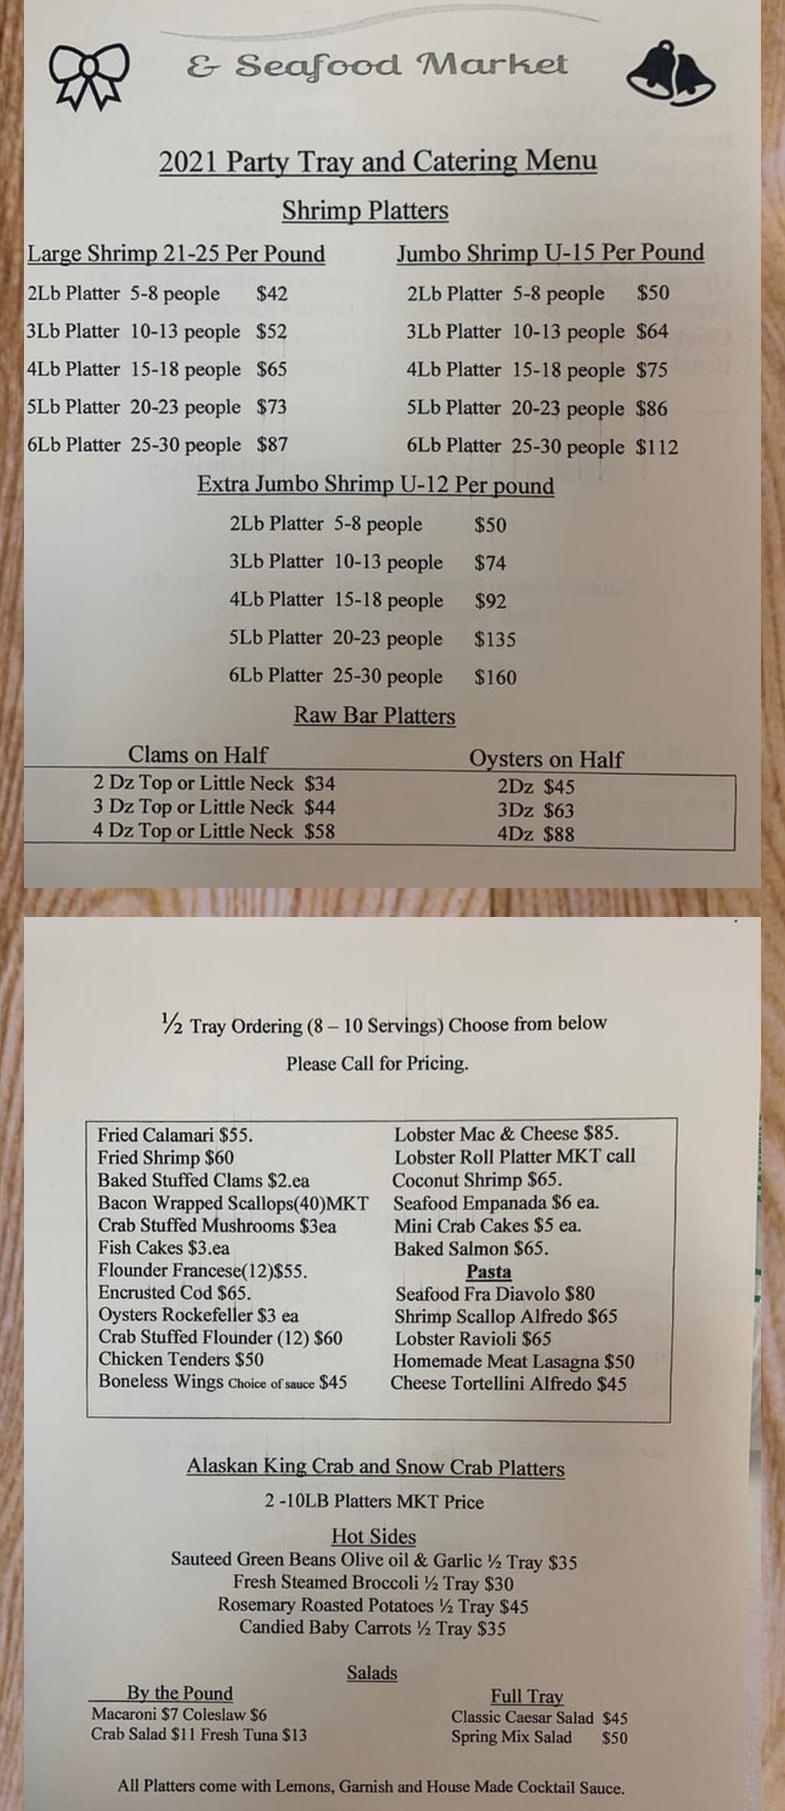 & Seafood Market
2021 Party Tray and Catering Menu
Shrimp Platters
Large Shrimp 21-25 Per Pound
2Lb Platter 5-8 people $42
3Lb Platter 10-13 people $52
4Lb Platter 15-18 people $65
5Lb Platter 20-23 people $73
6Lb Platter 25-30 people $87
Jumbo Shrimp U-15 Per Pound
2Lb Platter 5-8 people $50
3Lb Platter 10-13 people $64
4Lb Platter 15-18 people $75
5Lb Platter 20-23 people $86
6Lb Platter 25-30 people $112
Extra Jumbo Shrimp U-12 Per pound
2Lb Platter 5-8 people $50
3Lb Platter 10-13 people $74
4Lb Platter 15-18 people $92
5Lb Platter 20-23 people $135
6Lb Platter 25-30 people $160
Raw Bar Platters
Clams on Half
2 Dz Top or Little Neck $34
3 Dz Top or Little Neck $44
4 Dz Top or Little Neck $58
Oysters on Half
2Dz $45
3Dz $63
4Dz $88
½ Tray Ordering (8 – 10 Servings) Choose from below
Please Call for Pricing.
Fried Calamari $55.
Fried Shrimp $60
Baked Stuffed Clams $2.ea
Bacon Wrapped Scallops(40)MKT
Crab Stuffed Mushrooms $3ea
Fish Cakes $3.ea
Flounder Francese(12)$55.
Encrusted Cod $65.
Oysters Rockefeller $3 ea
Crab Stuffed Flounder (12) $60
Chicken Tenders $50
Boneless Wings Choice of sauce $45
Lobster Mac & Cheese $85.
Lobster Roll Platter MKT call
Coconut Shrimp $65.
Seafood Empanada $6 ea.
Mini Crab Cakes $5 ea.
Baked Salmon $65.
Pasta
Seafood Fra Diavolo $80
Shrimp Scallop Alfredo $65
Lobster Ravioli $65
Homemade Meat Lasagna $50
Cheese Tortellini Alfredo $45
Alaskan King Crab and Snow Crab Platters
2 -10LB Platters MKT Price
Hot Sides
Sauteed Green Beans Olive oil & Garlic ½ Tray $35
Fresh Steamed Broccoli ½ Tray $30
Rosemary Roasted Potatoes ½ Tray $45
Candied Baby Carrots ½ Tray $35
Salads
By the Pound
Macaroni $7 Coleslaw $6
Crab Salad $11 Fresh Tuna $13
Full Tray
Classic Caesar Salad $45
Spring Mix Salad $50
All Platters come with Lemons, Garnish and House Made Cocktail Sauce.